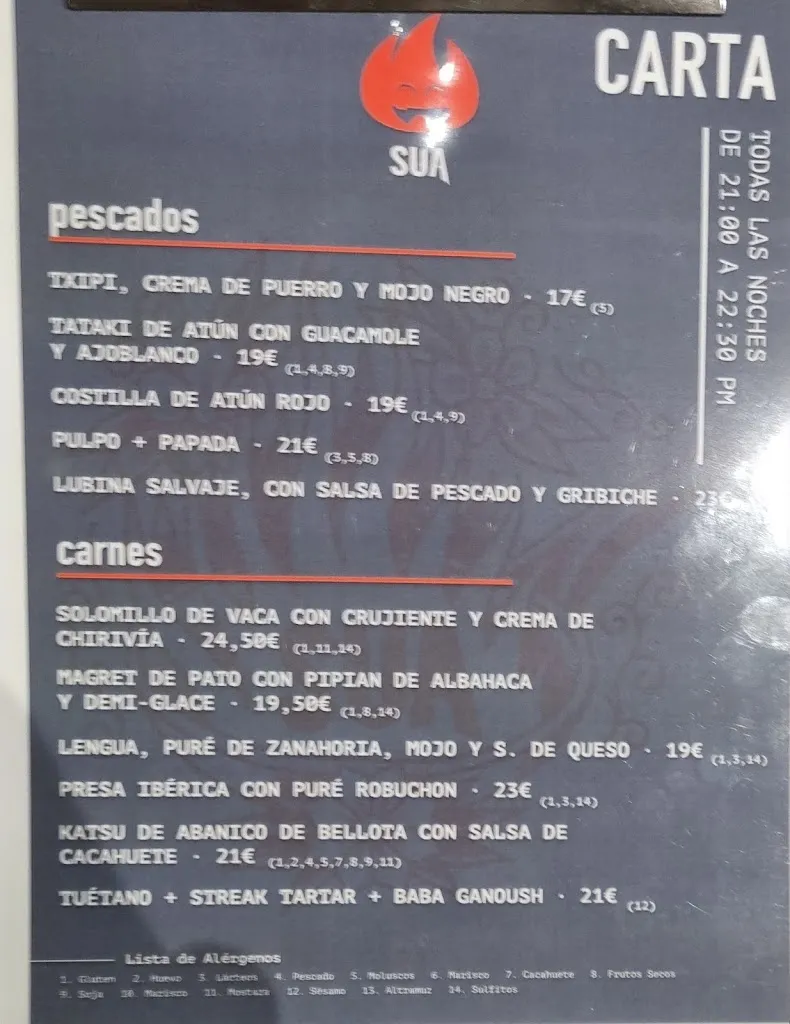 CARTA
TODAS LAS NOCHES
DE 21:00 A 22:30 PM
SUA
pescados
TXIPI, CREMA DE PUERRO Y MOJO NEGRO · 17€ (5)
TATAKI DE ATÚN CON GUACAMOLE
Y AJOBLANCO · 19€ (1,4,8,9)
COSTILLA DE ATÚN ROJO · 19€ (1,4,9)
PULPO + PAPADA · 21€ (3,5,8)
LUBINA SALVAJE, CON SALSA DE PESCADO Y GRIBICHE · 23€
carnes
SOLOMILLO DE VACA CON CRUJIENTE Y CREMA DE
CHIRIVÍA · 24,50€ (1,11,14)
MAGRET DE PATO CON PIPIAN DE ALBAHACA
Y DEMI-GLACE · 19,50€ (1,8,14)
LENGUA, PURÉ DE ZANAHORIA, MOJO Y S. DE QUESO · 19€ (1,3,14)
PRESA IBÉRICA CON PURÉ ROBUCHON · 23€ (1,3,14)
KATSU DE ABANICO DE BELLOTA CON SALSA DE
CACAHUETE · 21€ (1,2,4,5,7,8,9,11)
TUÉTANO + STREAK TARTAR + BABA GANOUSH · 21€ (12)
Lista de Alérgenos
1. Gluten 2. Huevo 3. Lácteos 4. Pescado 5. Moluscos 6. Marisco 7. Cacahuete 8. Frutos Secos
9. Soja 10. Marisco 11. Mostaza 12. Sésamo 13. Altramuz 14. Sulfitos